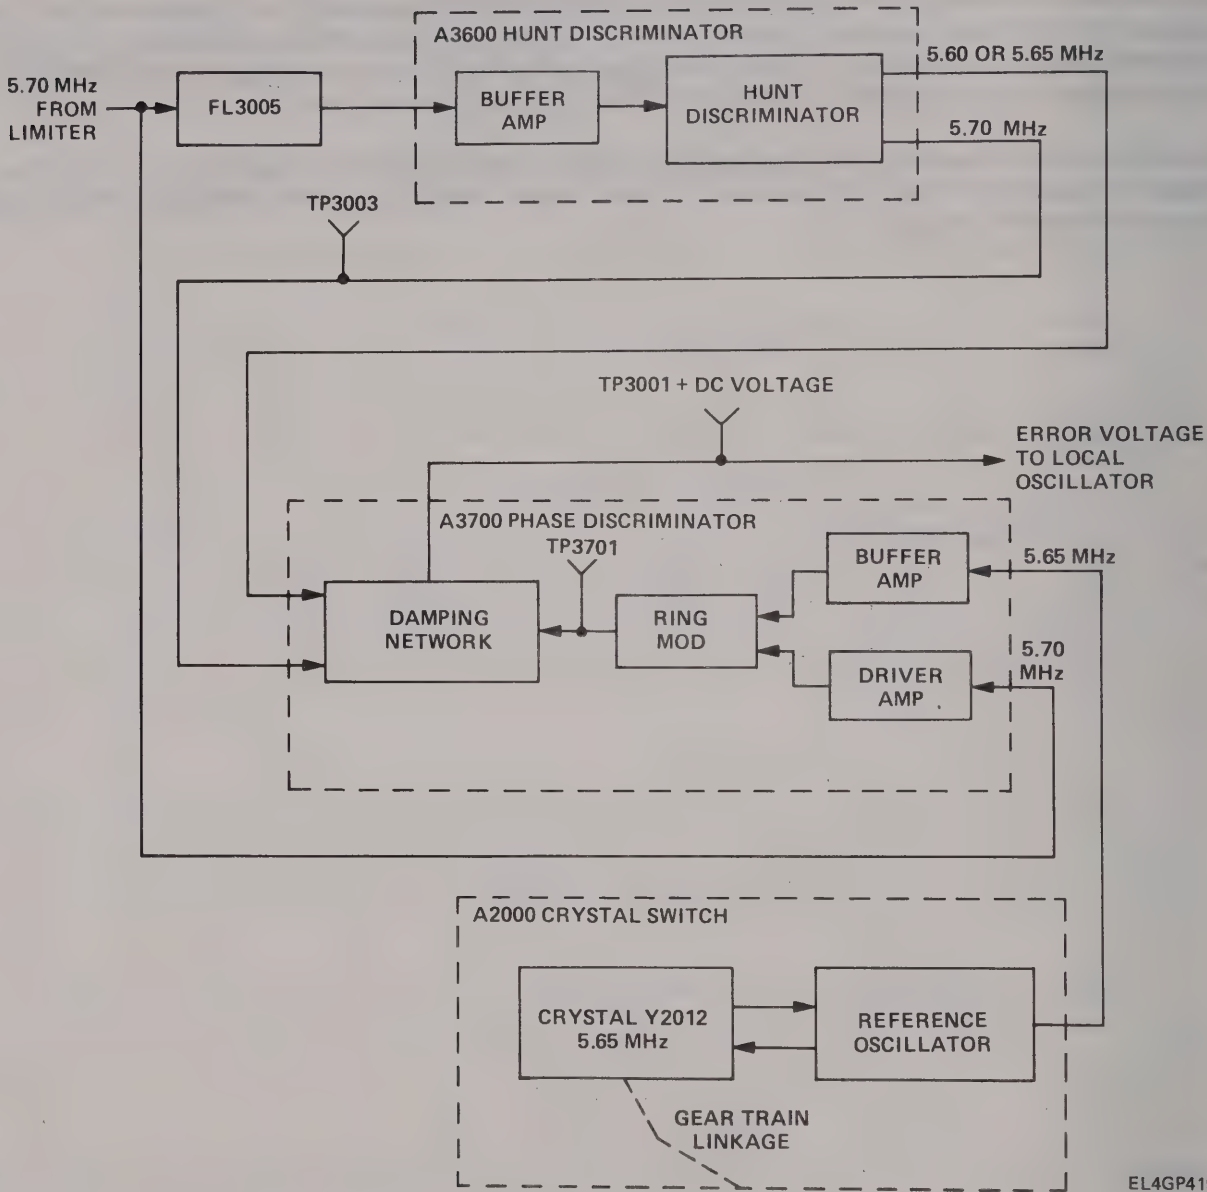 A3600 HUNT DISCRIMINATOR
5.70 MHz
FROM
LIMITER
FL3005
BUFFER
AMP
HUNT
DISCRIMINATOR
5.60 OR 5.65 MHz
5.70 MHz
TP3003
TP3001 + DC VOLTAGE
ERROR VOLTAGE
TO LOCAL
OSCILLATOR
A3700 PHASE DISCRIMINATOR
TP3701
DAMPING
NETWORK
RING
MOD
BUFFER
AMP
5.65 MHz
DRIVER
AMP
5.70
MHz
A2000 CRYSTAL SWITCH
CRYSTAL Y2012
5.65 MHz
REFERENCE
OSCILLATOR
GEAR TRAIN
LINKAGE